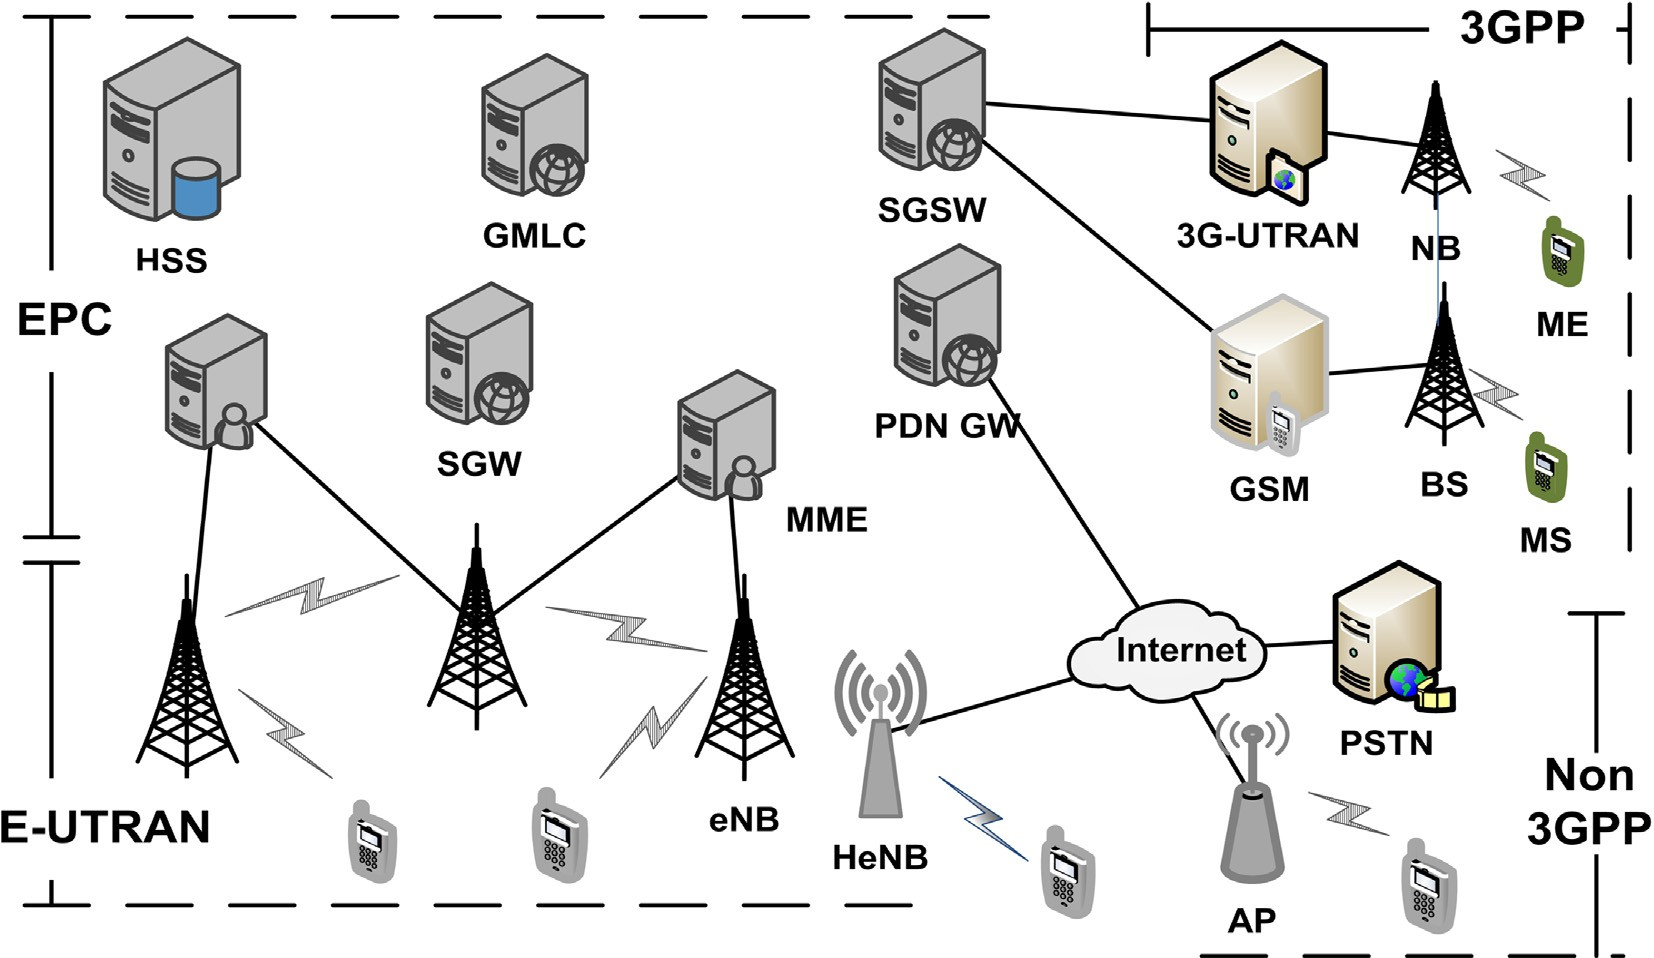 3GPP
HSS
GMLC
SGSW
3G-UTRAN
NB
ME
EPC
SGW
MME
PDN GW
GSM
BS
MS
Internet
PSTN
Non
3GPP
E-UTRAN
eNB
HeNB
AP